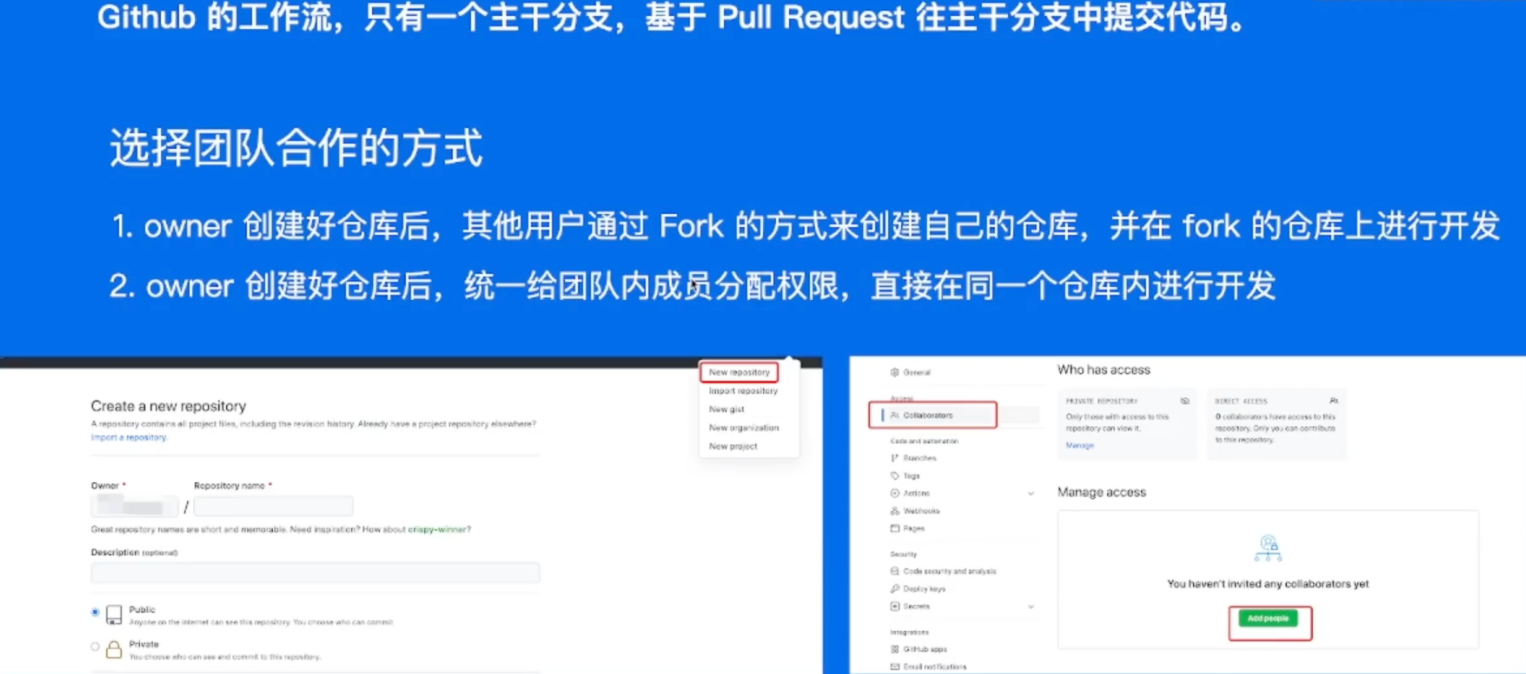 Github 的工作流，只有一个主干分支，基于 Pull Request 往主干分支中提交代码。
选择团队合作的方式
1. owner 创建好仓库后，其他用户通过 Fork 的方式来创建自己的仓库，并在 fork 的仓库上进行开发
2. owner 创建好仓库后，统一给团队内成员分配权限，直接在同一个仓库内进行开发
New repository
Import repository
New gist
New organization
New project
Create a new repository
A repository contains all project files, including the revision history. Already have a project repository elsewhere?
Import a repository.
Owner * Repository name *
/
Great repository names are short and memorable. Need inspiration? How about crispy-winner?
Description (optional)
Public
Anyone on the internet can see this repository. You choose who can commit.
Private
You choose who can see and commit to this repository.
General
Access
Collaborators
Code and automation
Branches
Tags
Actions
Webhooks
Pages
Security
Code security and analysis
Deploy keys
Secrets
Integrations
GitHub apps
Email notifications
Who has access
PRIVATE REPOSITORY
Only those with access to this
repository can view it.
Manage
DIRECT ACCESS
0 collaborators have access to this
repository. Only you can contribute
to this repository.
Manage access
You haven't invited any collaborators yet
Add people